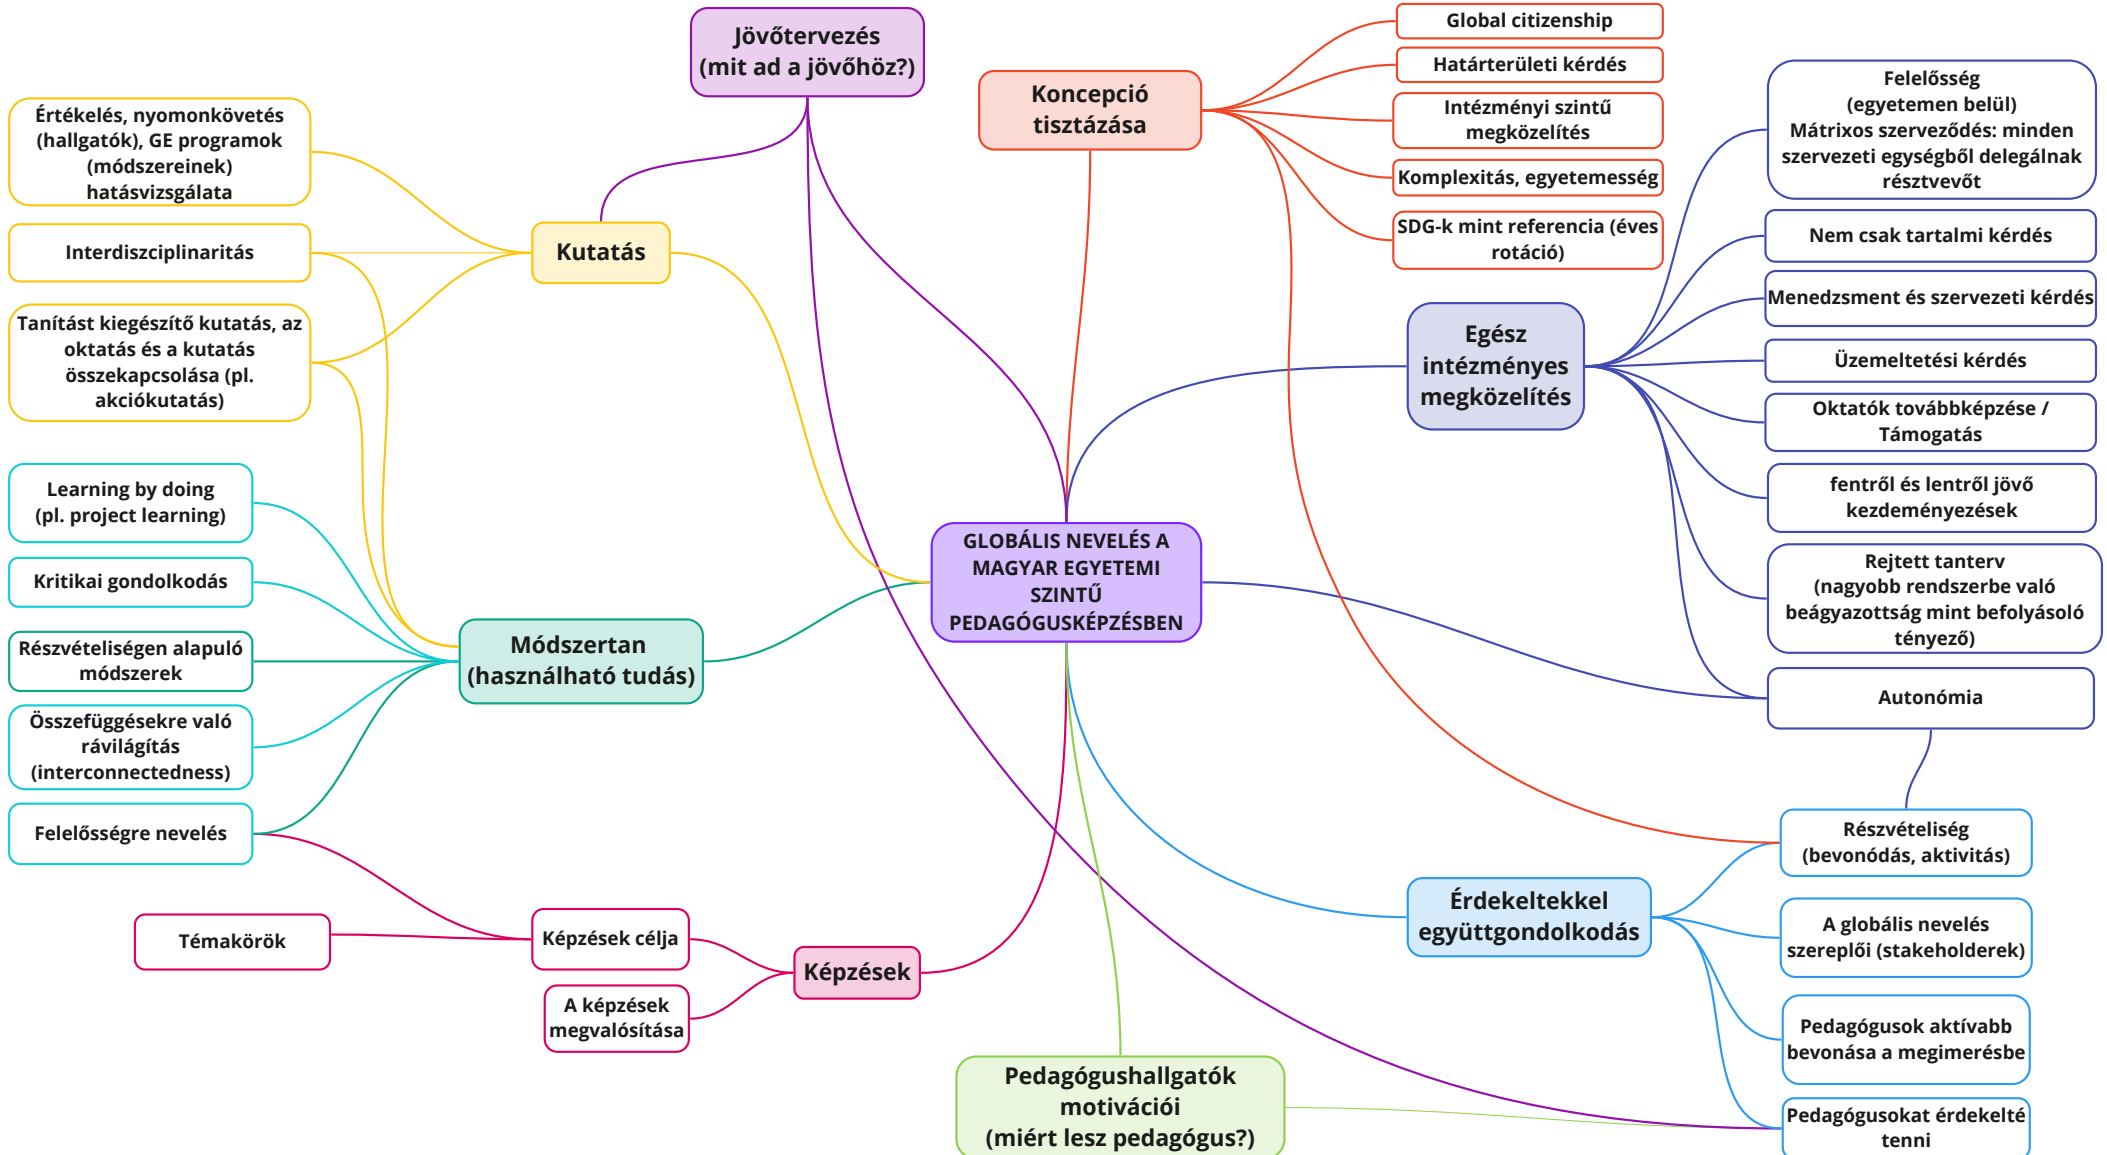 Jövőtervezés
(mit ad a jövőhöz?)
Koncepció
tisztázása
Global citizenship
Határterületi kérdés
Intézményi szintű
megközelítés
Komplexitás, egyetemesség
SDG-k mint referencia (éves
rotáció)
Felelősség
(egyetemen belül)
Mátrixos szerveződés: minden
szervezeti egységből delegálnak
résztvevőt
Nem csak tartalmi kérdés
Menedzsment és szervezeti kérdés
Üzemeltetési kérdés
Oktatók továbbképzése /
Támogatás
fentről és lentről jövő
kezdeményezések
Rejtett tanterv
(nagyobb rendszerbe való
beágyazottság mint befolyásoló
tényező)
Autonómia
Egész
intézményes
megközelítés
Értékelés, nyomonkövetés
(hallgatók), GE programok
(módszereinek)
hatásvizsgálata
Interdiszciplinaritás
Tanítást kiegészítő kutatás, az
oktatás és a kutatás
összekapcsolása (pl.
akciókutatás)
Kutatás
Learning by doing
(pl. project learning)
Kritikai gondolkodás
Részvételiségen alapuló
módszerek
Összefüggésekre való
rávilágítás
(interconnectedness)
Felelősségre nevelés
Módszertan
(használható tudás)
GLOBÁLIS NEVELÉS A
MAGYAR EGYETEMI
SZINTŰ
PEDAGÓGUSKÉPZÉSBEN
Témakörök
Képzések célja
A képzések
megvalósítása
Képzések
Pedagógushallgatók
motivációi
(miért lesz pedagógus?)
Érdekeltekkel
együttgondolkodás
Részvételiség
(bevonódás, aktivitás)
A globális nevelés
szereplői (stakeholderek)
Pedagógusok aktívabb
bevonása a megimerésbe
Pedagógusokat érdekelté
tenni